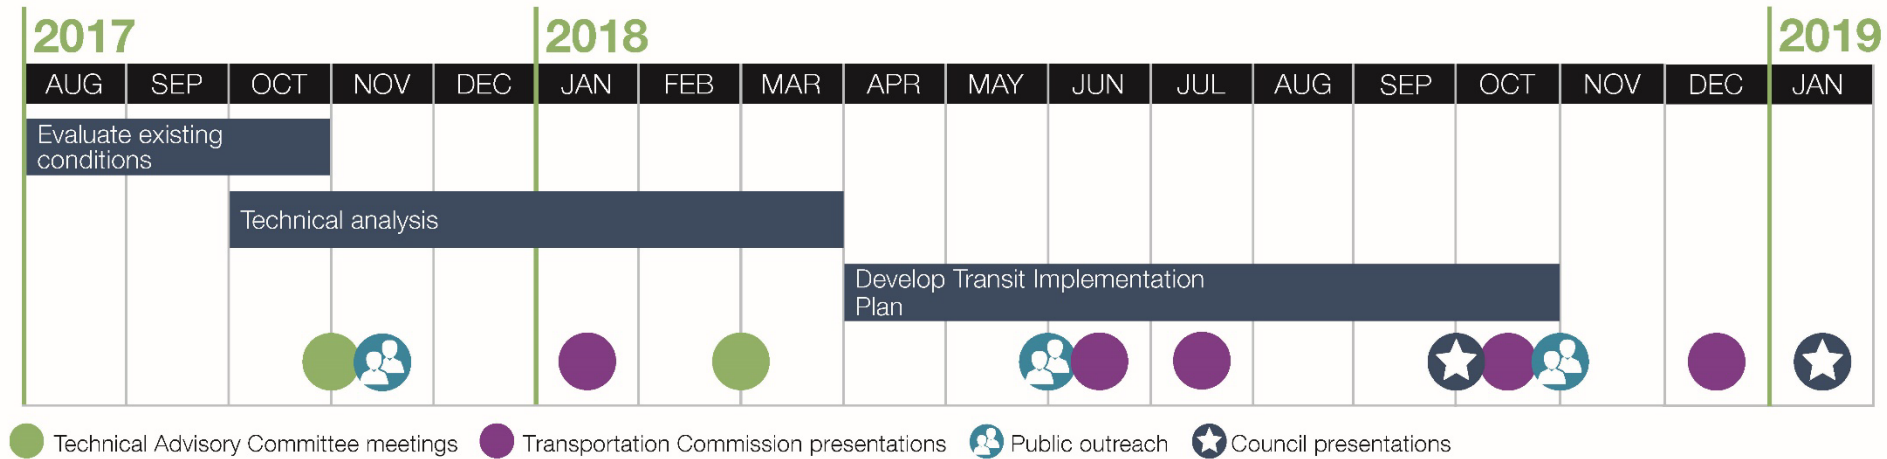 2017 2018 2019
AUG SEP OCT NOV DEC JAN FEB MAR APR MAY JUN JUL AUG SEP OCT NOV DEC JAN
Evaluate existing
conditions
Technical analysis
Develop Transit Implementation
Plan
Technical Advisory Committee meetings Transportation Commission presentations Public outreach Council presentations